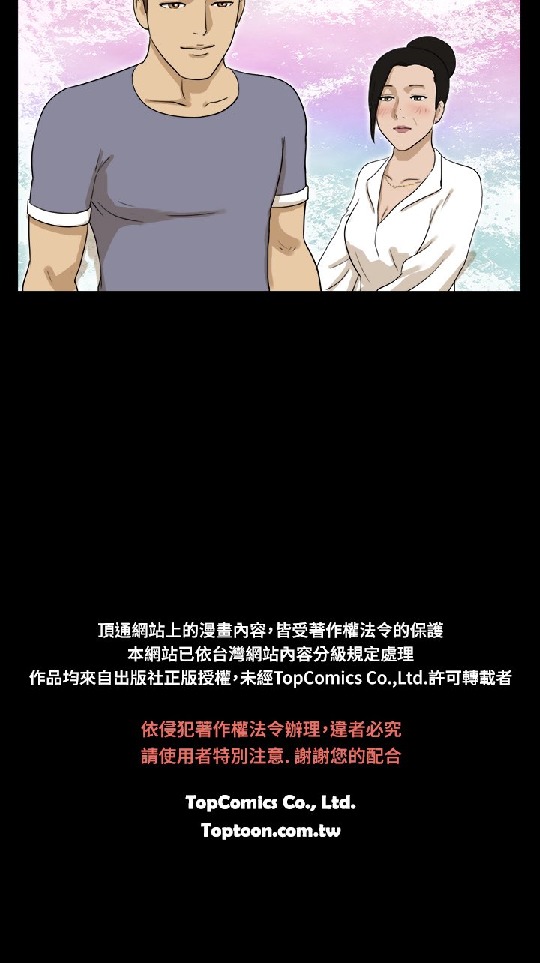 頂通網站上的漫畫內容，皆受著作權法令的保護
本網站已依台灣網站內容分級規定處理
作品均來自出版社正版授權，未經TopComics Co.,Ltd.許可轉載者
依侵犯著作權法令辦理，違者必究
請使用者特別注意. 謝謝您的配合
TopComics Co., Ltd.
Toptoon.com.tw